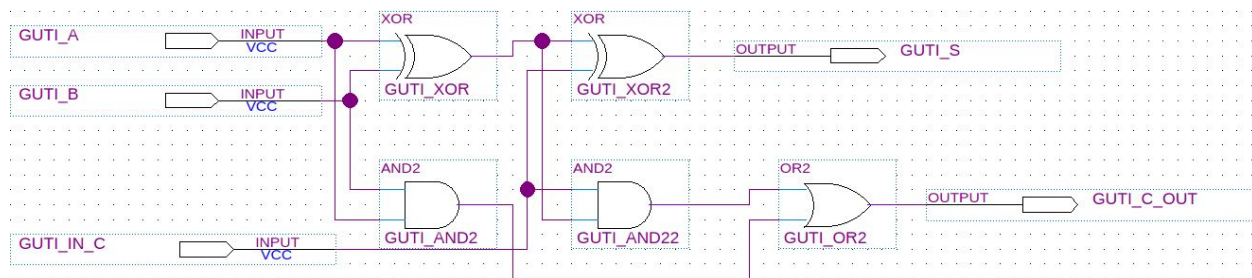 XOR
XOR
GUTI_A
INPUT
VCC
OUTPUT
GUTI_S
GUTI_XOR
GUTI_XOR2
GUTI_B
INPUT
VCC
AND2
AND2
OR2
OUTPUT
GUTI_C_OUT
GUTI_AND2
GUTI_AND22
GUTI_OR2
GUTI_IN_C
INPUT
VCC